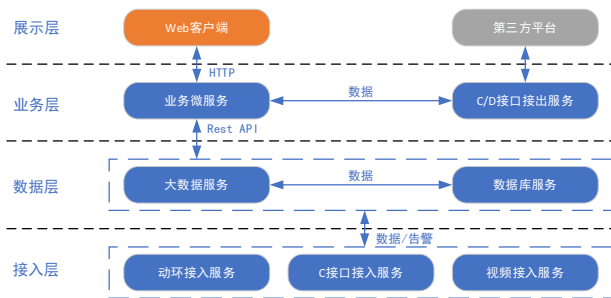 展示层
Web客户端
第三方平台
HTTP
业务层
业务微服务
数据
C/D接口接出服务
Rest API
数据层
大数据服务
数据
数据库服务
数据/告警
接入层
动环接入服务
C接口接入服务
视频接入服务